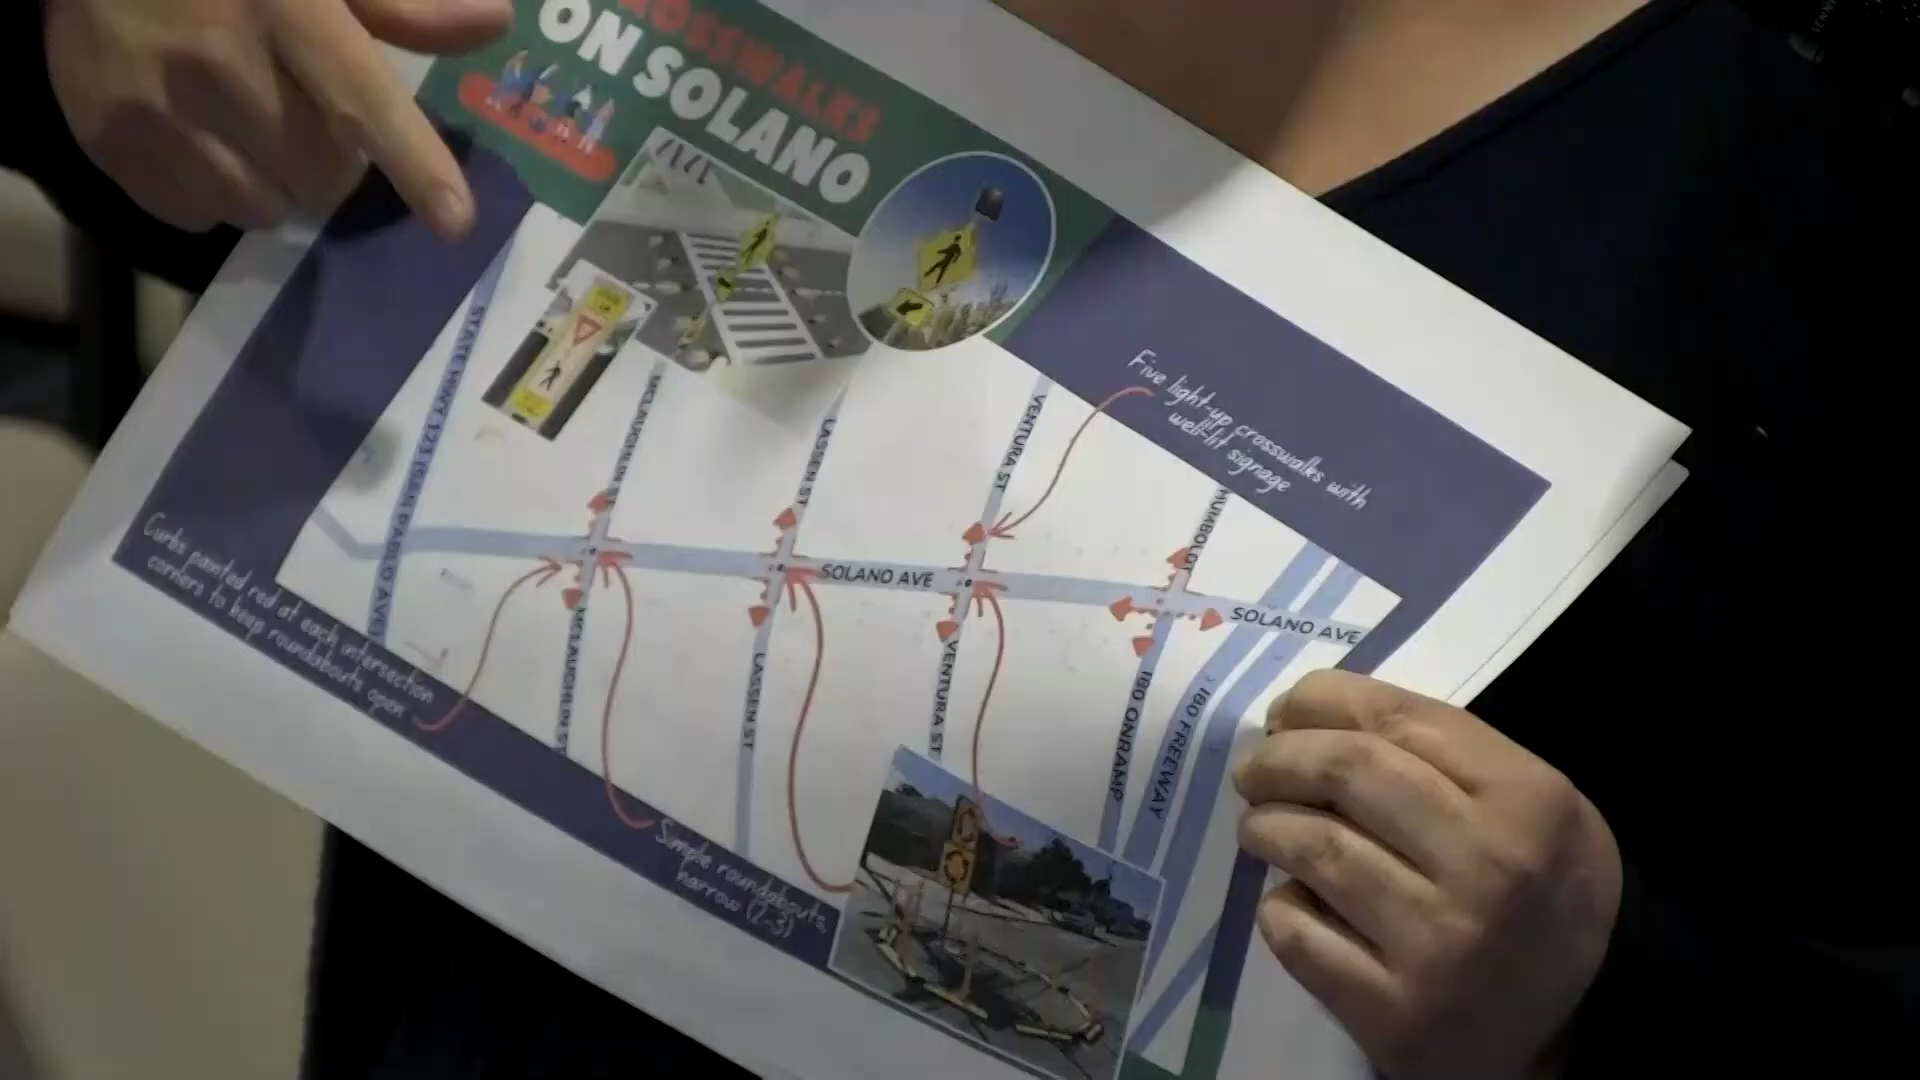 CROSSWALKS
ON SOLANO
Five light-up crosswalks with
well-lit signage
STATE HWY 123 (SAN PABLO AVE)
MCLAUGHLIN ST
LASSEN ST
VENTURA ST
HUMBOLDT
SOLANO AVE
SOLANO AVE
MCLAUGHLIN ST
LASSEN ST
VENTURA ST
I80 ONRAMP
I80 FREEWAY
Curbs painted red at each intersection
corners to keep roundabouts open
Simple roundabouts,
narrow (2-3)